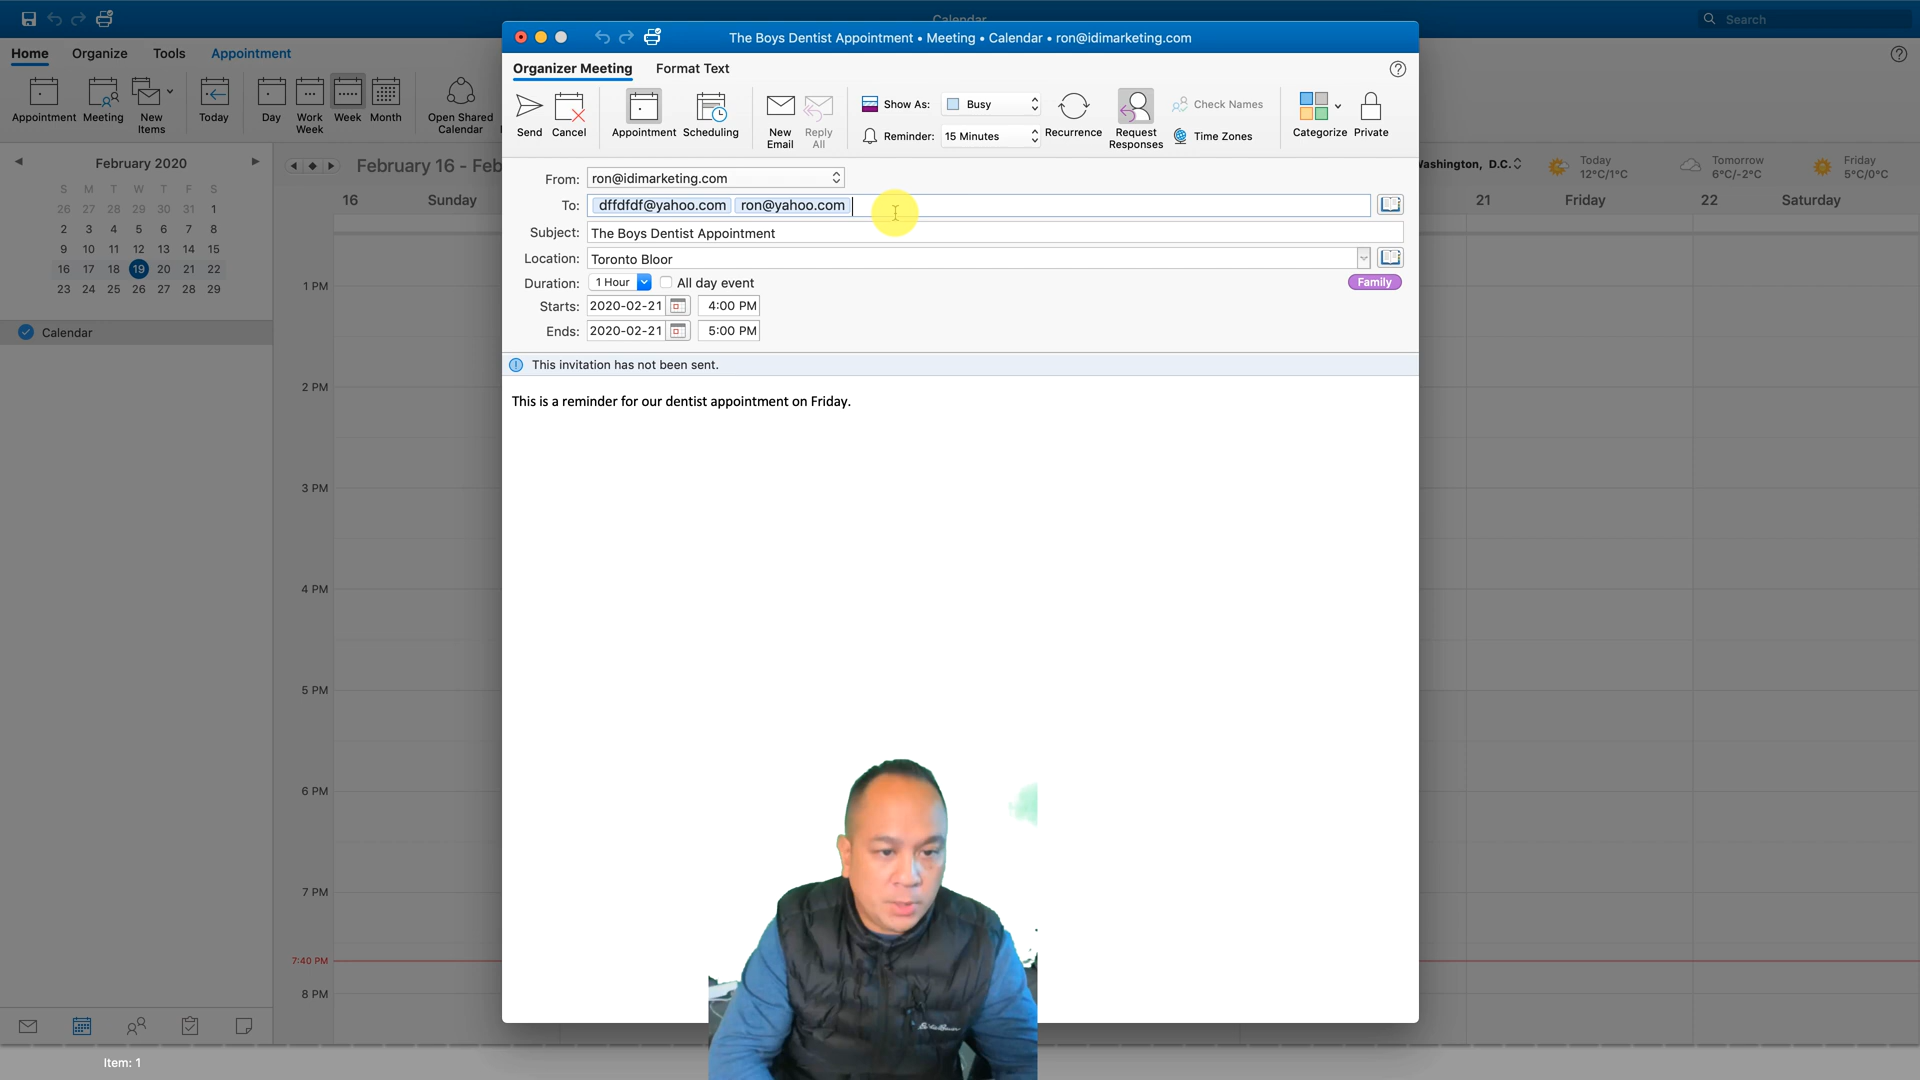 Calendar
Search
The Boys Dentist Appointment • Meeting • Calendar • ron@idimarketing.com
Home
Organize
Tools
Appointment
Organizer Meeting
Format Text
Appointment
Meeting
New
Items
Today
Day
Work
Week
Week
Month
Open Shared
Calendar
Send
Cancel
Appointment
Scheduling
New
Email
Reply
All
Show As:
Busy
Reminder:
15 Minutes
Recurrence
Request
Responses
Check Names
Time Zones
Categorize
Private
February 2020
S M T W T F S
26 27 28 29 30 31 1
2 3 4 5 6 7 8
9 10 11 12 13 14 15
16 17 18 19 20 21 22
23 24 25 26 27 28 29
Calendar
February 16 - Feb
Washington, D.C.
Today
12°C/1°C
Tomorrow
6°C/-2°C
Friday
5°C/0°C
16 Sunday
21 Friday
22 Saturday
From: ron@idimarketing.com
To: dffdfdf@yahoo.com ron@yahoo.com
Subject: The Boys Dentist Appointment
Location: Toronto Bloor
Duration: 1 Hour All day event
Family
Starts: 2020-02-21 4:00 PM
Ends: 2020-02-21 5:00 PM
This invitation has not been sent.
This is a reminder for our dentist appointment on Friday.
1 PM
2 PM
3 PM
4 PM
5 PM
6 PM
7 PM
7:40 PM
8 PM
Eddie Bauer
Item: 1